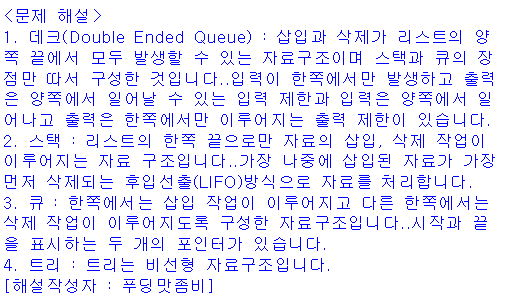 <문제 해설>
1. 데크(Double Ended Queue) : 삽입과 삭제가 리스트의 양
쪽 끝에서 모두 발생할 수 있는 자료구조이며 스택과 큐의 장
점만 따서 구성한 것입니다..입력이 한쪽에서만 발생하고 출력
은 양쪽에서 일어날 수 있는 입력 제한과 입력은 양쪽에서 일
어나고 출력은 한쪽에서만 이루어지는 출력 제한이 있습니다.
2. 스택 : 리스트의 한쪽 끝으로만 자료의 삽입, 삭제 작업이
이루어지는 자료 구조입니다..가장 나중에 삽입된 자료가 가장
먼저 삭제되는 후입선출(LIFO)방식으로 자료를 처리합니다.
3. 큐 : 한쪽에서는 삽입 작업이 이루어지고 다른 한쪽에서는
삭제 작업이 이루어지도록 구성한 자료구조입니다..시작과 끝
을 표시하는 두 개의 포인터가 있습니다.
4. 트리 : 트리는 비선형 자료구조입니다.
[해설작성자 : 푸딩맛좀비]